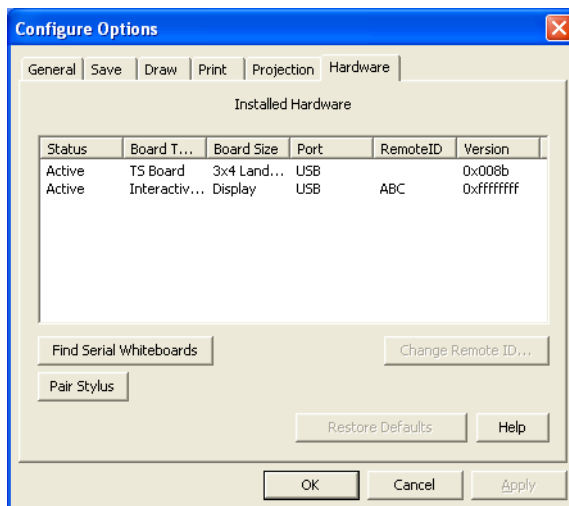 Configure Options
General Save Draw Print Projection Hardware
Installed Hardware
Status Board T... Board Size Port RemoteID Version
Active TS Board 3x4 Land... USB 0x008b
Active Interactiv... Display USB ABC 0xffffffff
Find Serial Whiteboards Change Remote ID...
Pair Stylus
Restore Defaults Help
OK Cancel Apply